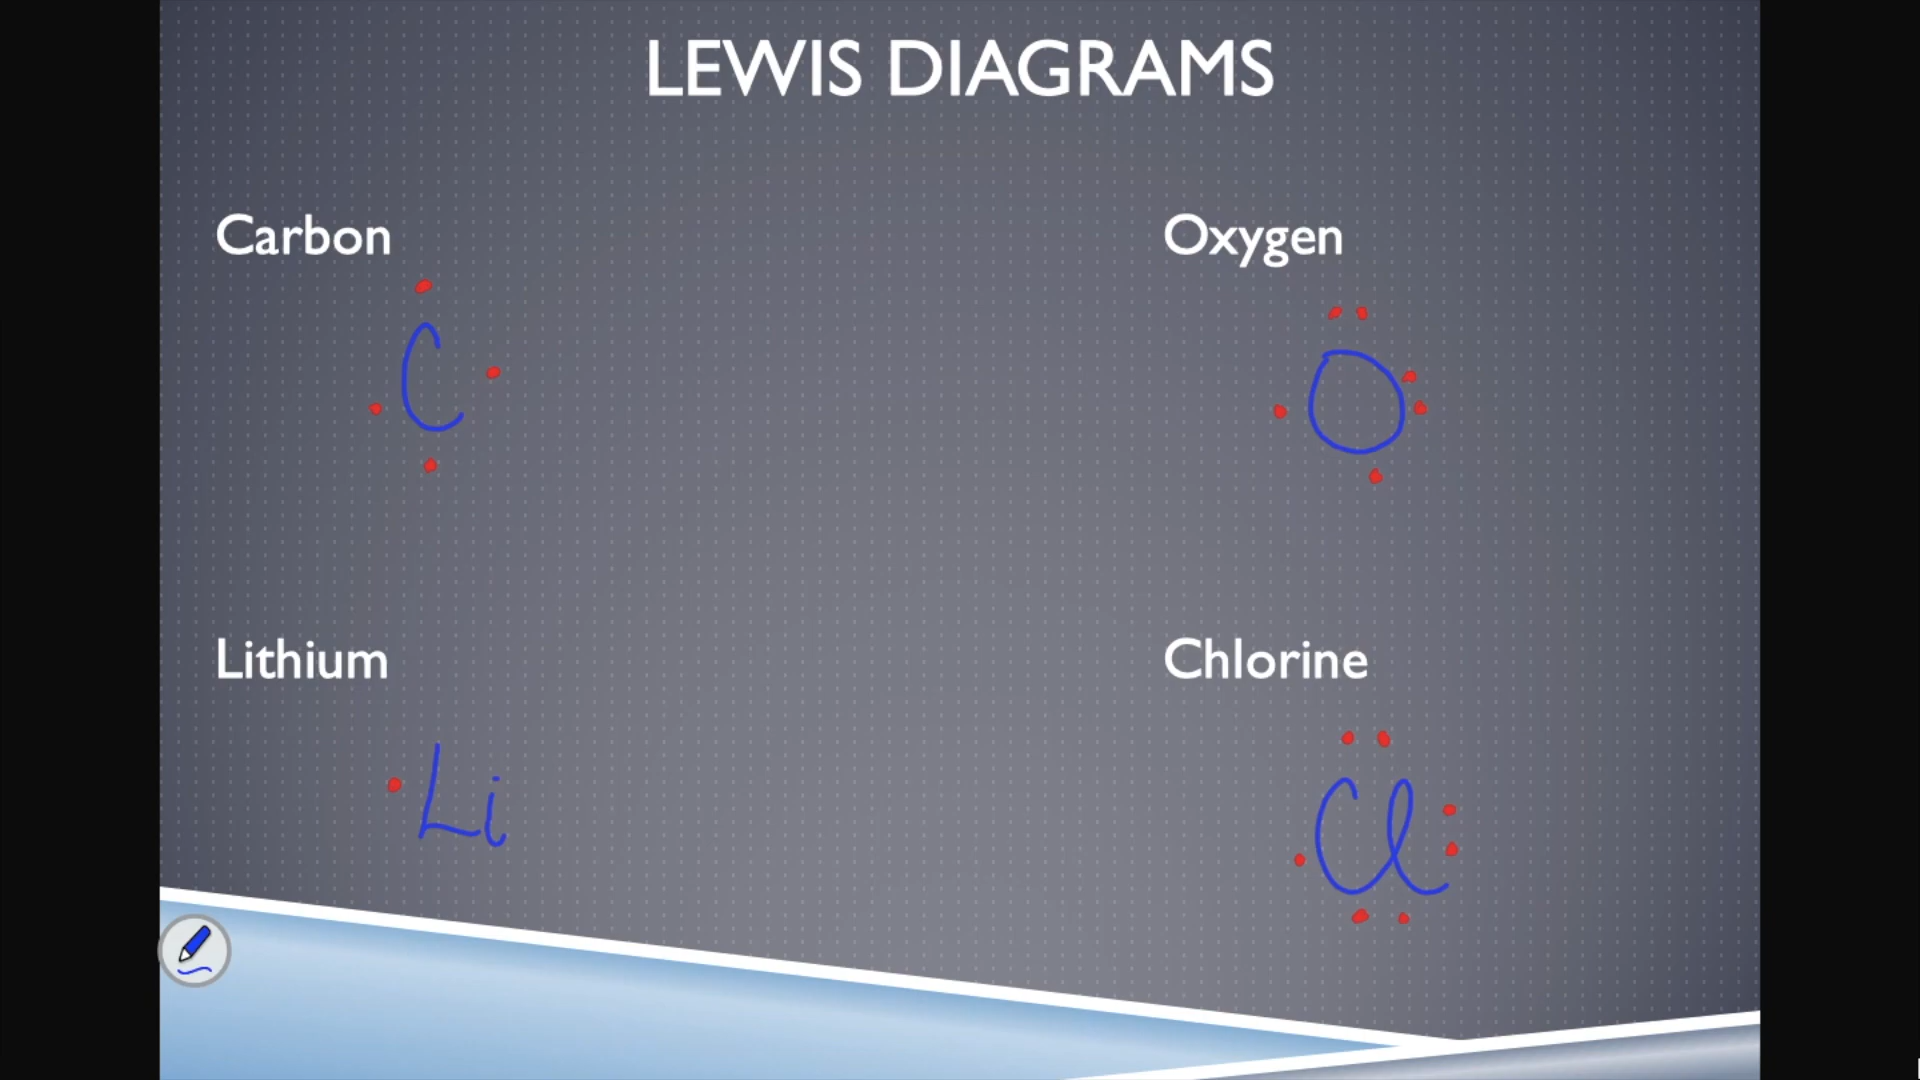 LEWIS DIAGRAMS
Carbon
Oxygen
C
O
Lithium
Chlorine
Li
Cl